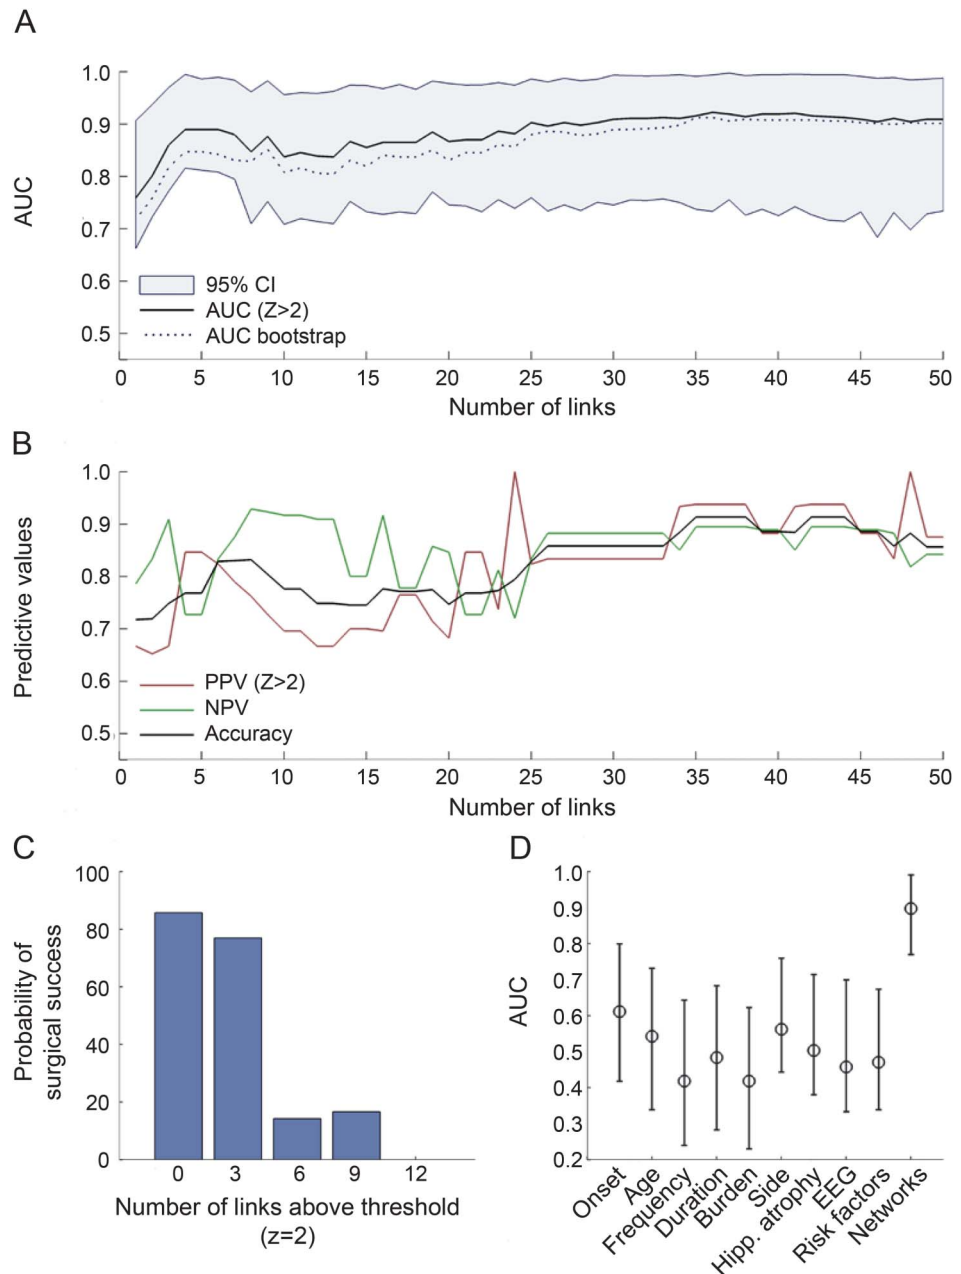 A
1.0
0.9
0.8
0.7
0.6
0.5
AUC
95% CI
AUC (Z>2)
AUC bootstrap
0 5 10 15 20 25 30 35 40 45 50
Number of links
B
1.0
0.9
0.8
0.7
0.6
0.5
Predictive values
PPV (Z>2)
NPV
Accuracy
0 5 10 15 20 25 30 35 40 45 50
Number of links
C
100
80
60
40
20
0
Probability of
surgical success
0 3 6 9 12
Number of links above threshold
(z=2)
D
1.0
0.9
0.8
0.7
0.6
0.5
0.4
0.3
0.2
AUC
Onset
Age
Frequency
Duration
Burden
Side
Hipp. atrophy
EEG
Risk factors
Networks